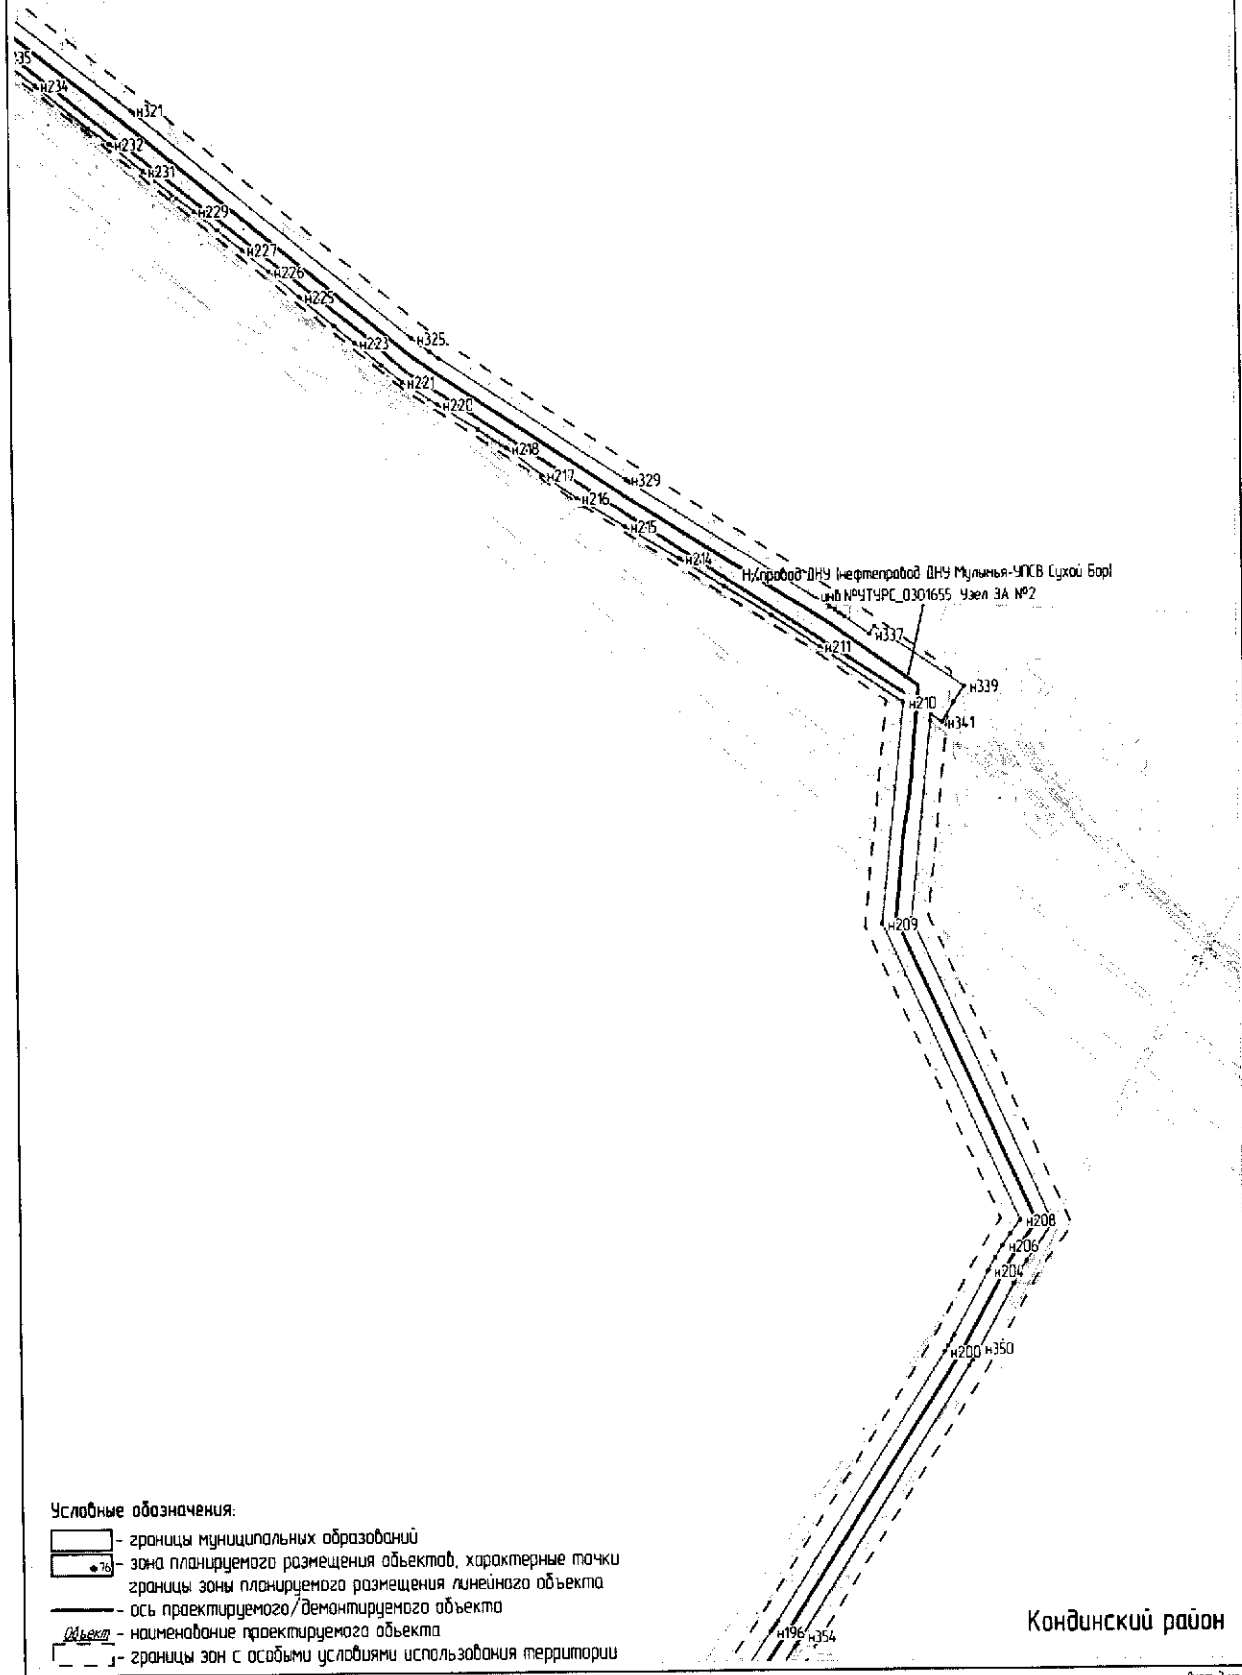 н234
н321
н232
н231
н229
н227
н226
н225
н325
н223
н221
н220
н218
н217
н329
н216
н215
н214
Н/провод ДНУ (нефтепровод ДНУ Мулымья-УПСВ Сухой Бор)
инв №УТУРС_0301655 Узел ЗА №2
н337
н211
н339
н210
н341
н209
н208
н206
н204
н200 н350
Условные обозначения:
- границы муниципальных образований
76 - зона планируемого размещения объектов, характерные точки
границы зоны планируемого размещения линейного объекта
- ось проектируемого/демонтируемого объекта
Объект - наименование проектируемого объекта
- границы зон с особыми условиями использования территории
н196 н354
Кондинский район